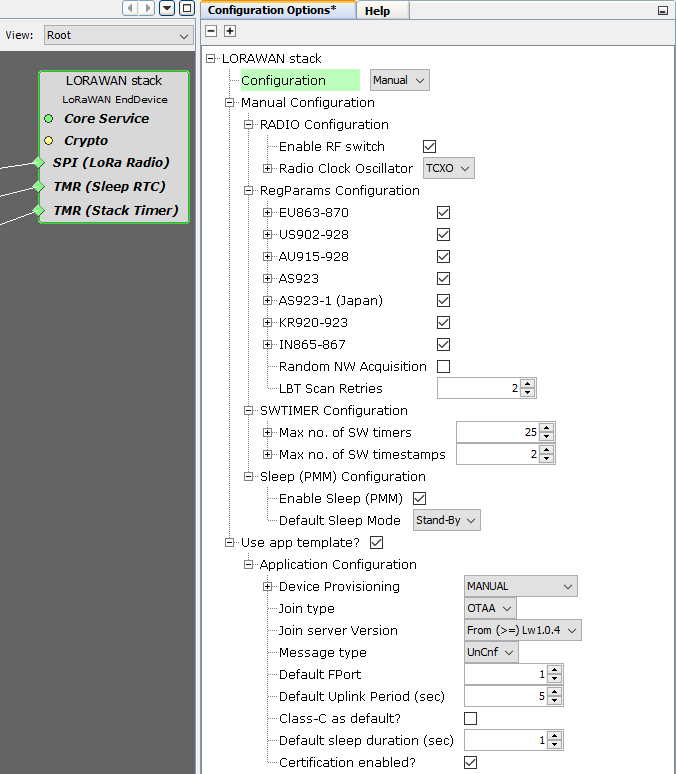 Configuration Options*
Help
View:
Root
LORAWAN stack
LoRaWAN EndDevice
Core Service
Crypto
SPI (LoRa Radio)
TMR (Sleep RTC)
TMR (Stack Timer)
LORAWAN stack
Configuration Manual
Manual Configuration
RADIO Configuration
Enable RF switch
Radio Clock Oscillator TCXO
RegParams Configuration
EU863-870
US902-928
AU915-928
AS923
AS923-1 (Japan)
KR920-923
IN865-867
Random NW Acquisition
LBT Scan Retries 2
SWTIMER Configuration
Max no. of SW timers 25
Max no. of SW timestamps 2
Sleep (PMM) Configuration
Enable Sleep (PMM)
Default Sleep Mode Stand-By
Use app template?
Application Configuration
Device Provisioning MANUAL
Join type OTAA
Join server Version From (>=) Lw1.0.4
Message type UnCnf
Default FPort 1
Default Uplink Period (sec) 5
Class-C as default?
Default sleep duration (sec) 1
Certification enabled?